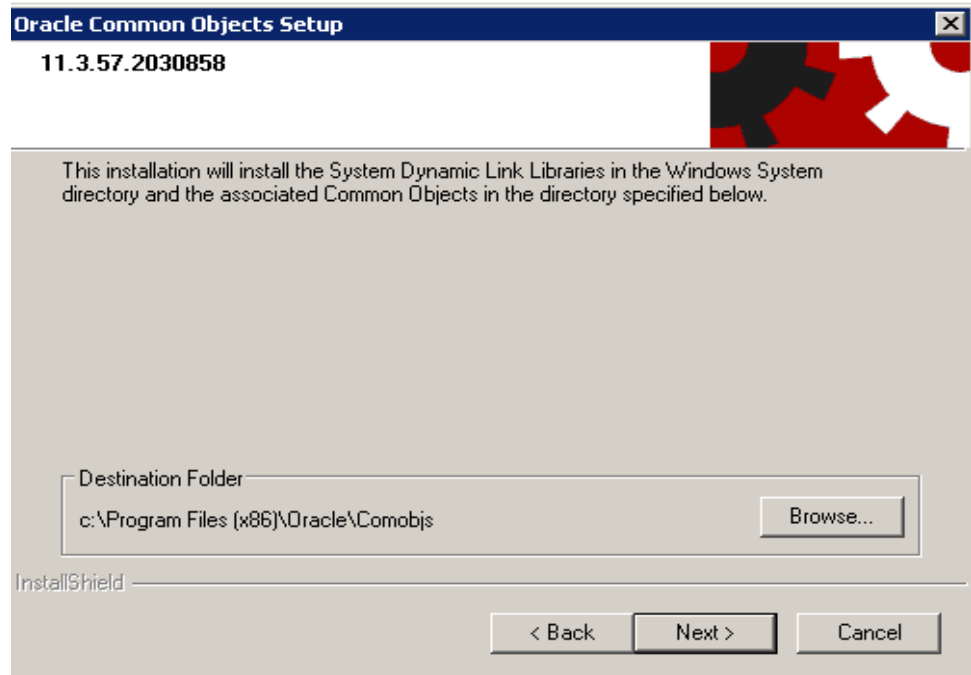 Oracle Common Objects Setup
11.3.57.2030858
This installation will install the System Dynamic Link Libraries in the Windows System
directory and the associated Common Objects in the directory specified below.
Destination Folder
c:\Program Files (x86)\Oracle\Comobjs
Browse...
InstallShield
< Back
Next >
Cancel